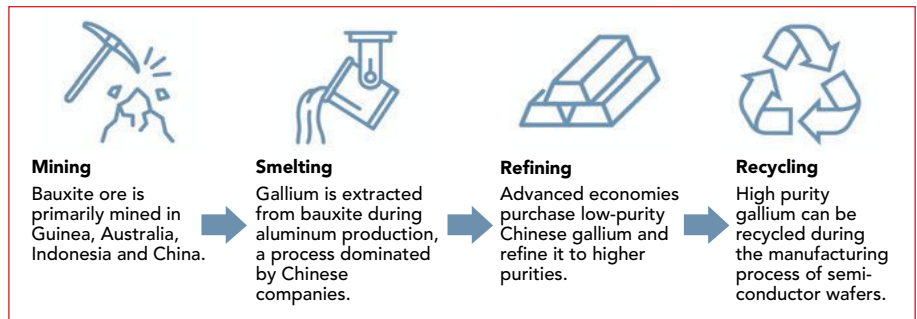 Mining
Bauxite ore is
primarily mined in
Guinea, Australia,
Indonesia and China.
Smelting
Gallium is extracted
from bauxite during
aluminum production,
a process dominated
by Chinese
companies.
Refining
Advanced economies
purchase low-purity
Chinese gallium and
refine it to higher
purities.
Recycling
High purity
gallium can be
recycled during
the manufacturing
process of semi-
conductor wafers.